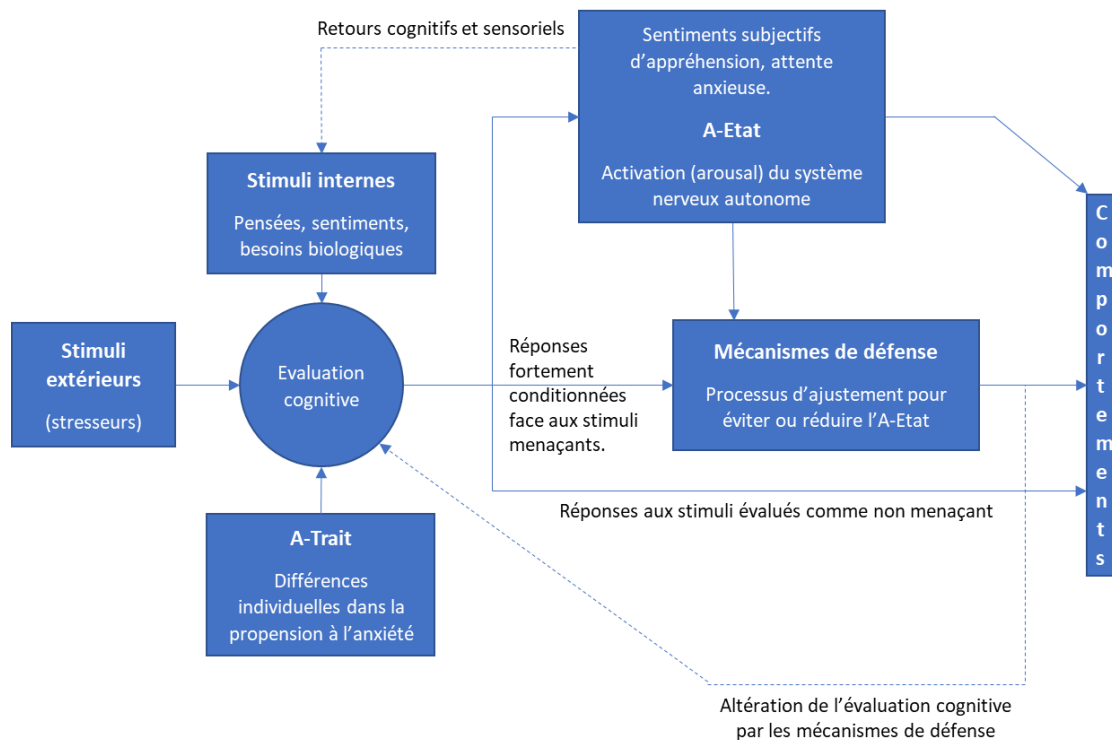 Retours cognitifs et sensoriels
Sentiments subjectifs
d’appréhension, attente
anxieuse.
A-Etat
Activation (arousal) du système
nerveux autonome
Stimuli internes
Pensées, sentiments,
besoins biologiques
Stimuli
extérieurs
(stresseurs)
Evaluation
cognitive
Réponses
fortement
conditionnées
face aux stimuli
menaçants.
Mécanismes de défense
Processus d’ajustement pour
éviter ou réduire l’A-Etat
Comportements
Réponses aux stimuli évalués comme non menaçant
A-Trait
Différences
individuelles dans la
propension à l’anxiété
Altération de l’évaluation cognitive
par les mécanismes de défense